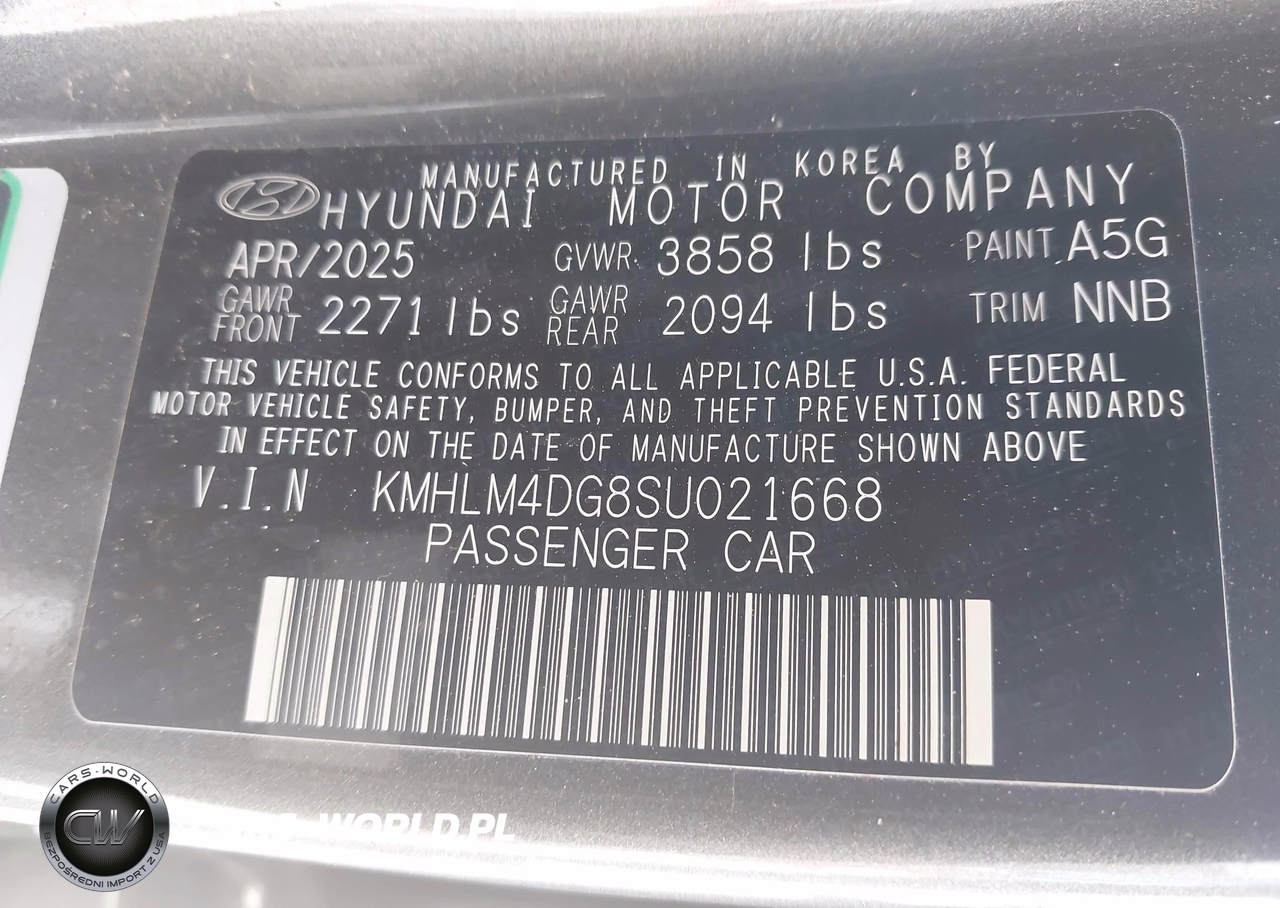 MANUFACTURED IN KOREA BY
HYUNDAI MOTOR COMPANY
APR/2025 GVWR 3858 lbs PAINT A5G
GAWR FRONT 2271 lbs GAWR REAR 2094 lbs TRIM NNB
THIS VEHICLE CONFORMS TO ALL APPLICABLE U.S.A. FEDERAL
MOTOR VEHICLE SAFETY, BUMPER, AND THEFT PREVENTION STANDARDS
IN EFFECT ON THE DATE OF MANUFACTURE SHOWN ABOVE
V.I.N KMHLM4DG8SU021668
PASSENGER CAR
CARS-WORLD
CW
BEZPOŚREDNI IMPORT Z USA
WORLD.PL